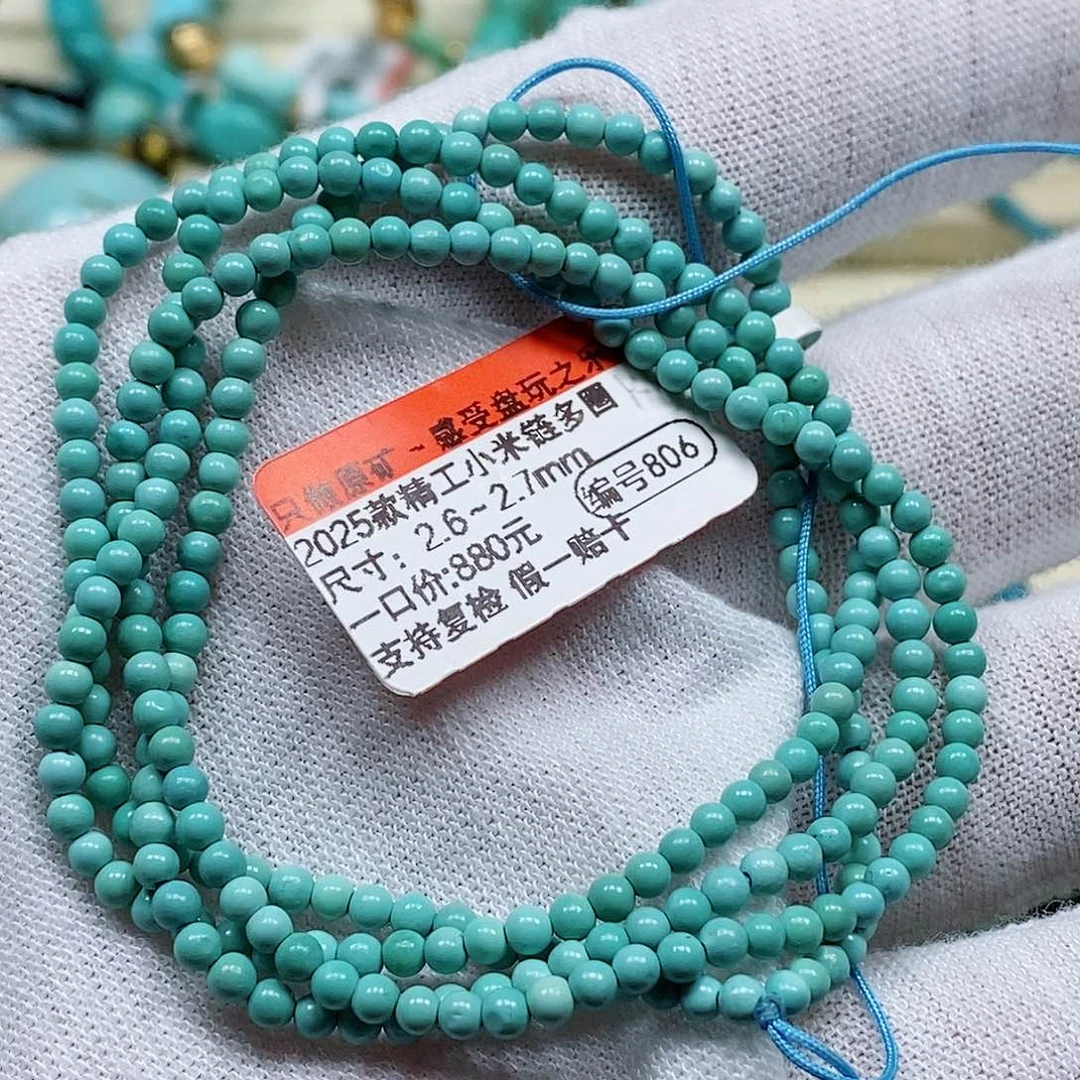 只做原矿~感受盘玩之乐
2025款精工小米链多圈
尺寸：2.6~2.7mm
编号806
一口价:880元
支持复检 假一赔十